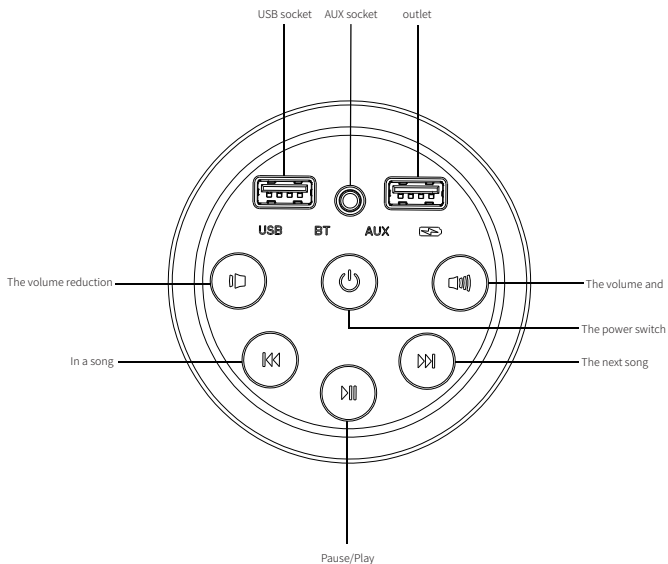 USB socket AUX socket outlet
USB BT AUX
The volume reduction
The volume and
The power switch
In a song
The next song
Pause/Play